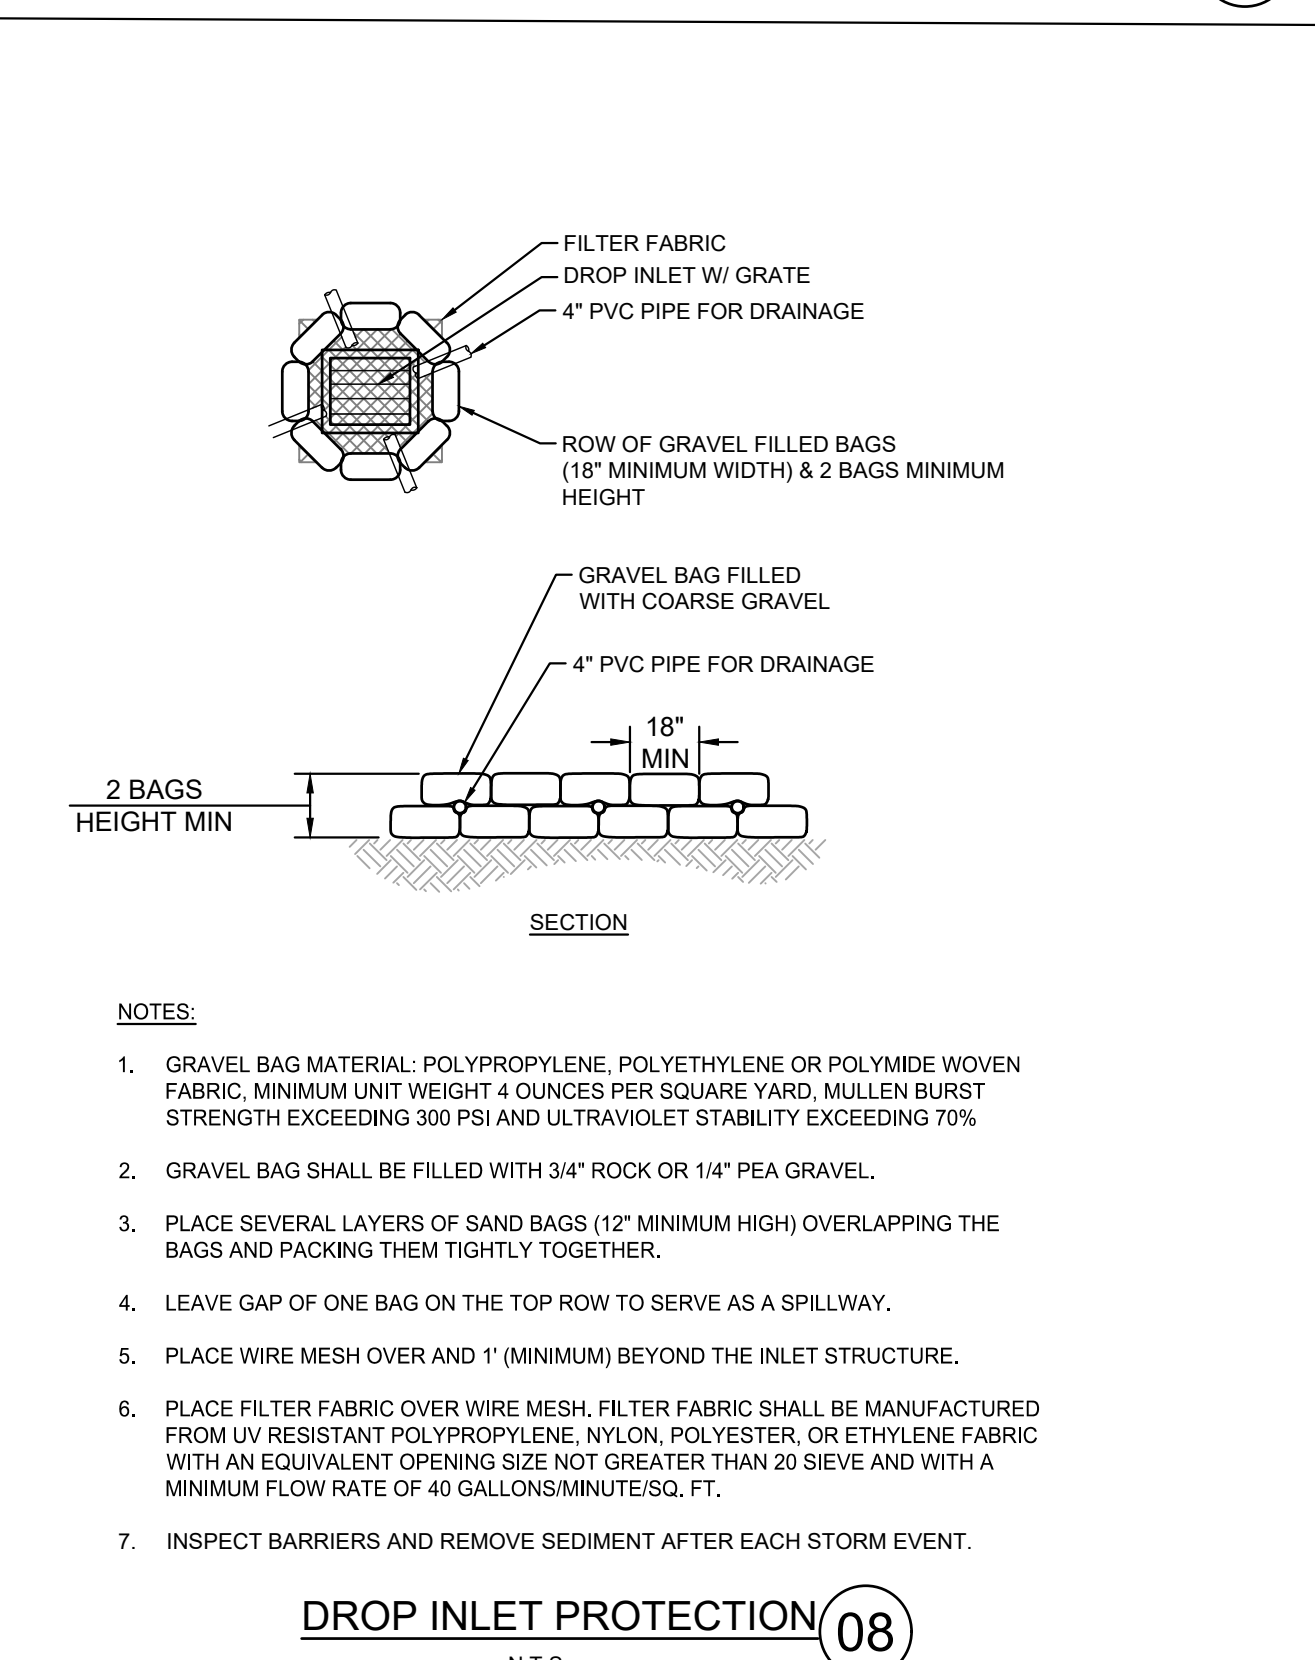 FILTER FABRIC
DROP INLET W/ GRATE
4" PVC PIPE FOR DRAINAGE
ROW OF GRAVEL FILLED BAGS
(18" MINIMUM WIDTH) & 2 BAGS MINIMUM
HEIGHT
GRAVEL BAG FILLED
WITH COARSE GRAVEL
4" PVC PIPE FOR DRAINAGE
18"
MIN
2 BAGS
HEIGHT MIN
SECTION
NOTES:
1. GRAVEL BAG MATERIAL: POLYPROPYLENE, POLYETHYLENE OR POLYMIDE WOVEN
FABRIC, MINIMUM UNIT WEIGHT 4 OUNCES PER SQUARE YARD, MULLEN BURST
STRENGTH EXCEEDING 300 PSI AND ULTRAVIOLET STABILITY EXCEEDING 70%
2. GRAVEL BAG SHALL BE FILLED WITH 3/4" ROCK OR 1/4" PEA GRAVEL.
3. PLACE SEVERAL LAYERS OF SAND BAGS (12" MINIMUM HIGH) OVERLAPPING THE
BAGS AND PACKING THEM TIGHTLY TOGETHER.
4. LEAVE GAP OF ONE BAG ON THE TOP ROW TO SERVE AS A SPILLWAY.
5. PLACE WIRE MESH OVER AND 1' (MINIMUM) BEYOND THE INLET STRUCTURE.
6. PLACE FILTER FABRIC OVER WIRE MESH. FILTER FABRIC SHALL BE MANUFACTURED
FROM UV RESISTANT POLYPROPYLENE, NYLON, POLYESTER, OR ETHYLENE FABRIC
WITH AN EQUIVALENT OPENING SIZE NOT GREATER THAN 20 SIEVE AND WITH A
MINIMUM FLOW RATE OF 40 GALLONS/MINUTE/SQ. FT.
7. INSPECT BARRIERS AND REMOVE SEDIMENT AFTER EACH STORM EVENT.
DROP INLET PROTECTION 08